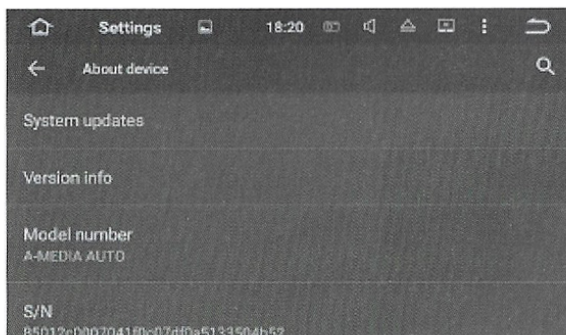 Settings 18:20
About device
System updates
Version info
Model number
A-MEDIA AUTO
S/N